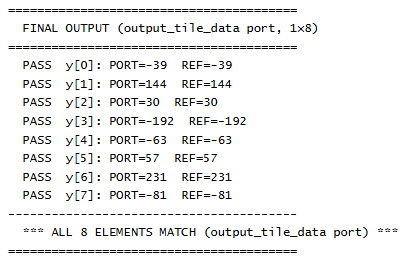 ==========================================
FINAL OUTPUT (output_tile_data port, 1×8)
==========================================
PASS  y[0]: PORT=-39  REF=-39
PASS  y[1]: PORT=144  REF=144
PASS  y[2]: PORT=30  REF=30
PASS  y[3]: PORT=-192  REF=-192
PASS  y[4]: PORT=-63  REF=-63
PASS  y[5]: PORT=57  REF=57
PASS  y[6]: PORT=231  REF=231
PASS  y[7]: PORT=-81  REF=-81
------------------------------------------
*** ALL 8 ELEMENTS MATCH (output_tile_data port) ***
==========================================